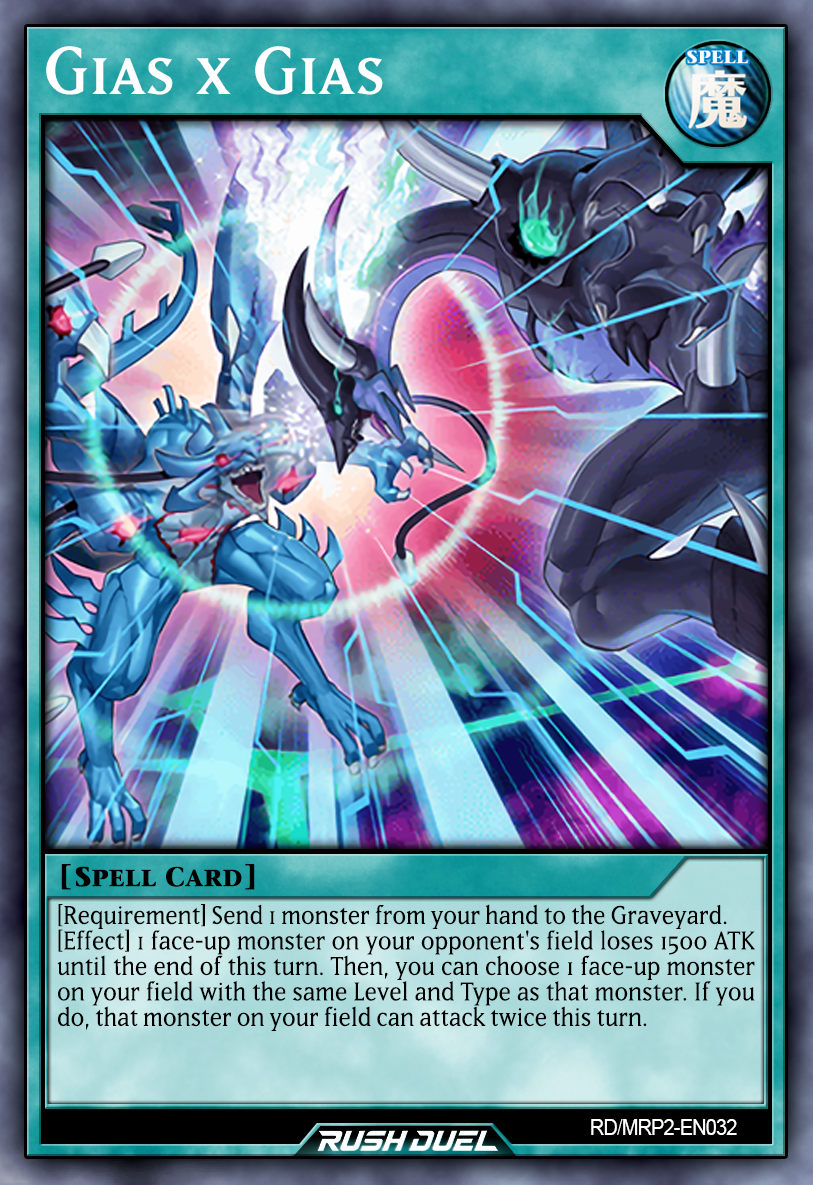 Gias x Gias
SPELL
魔
[Spell Card]
[Requirement] Send 1 monster from your hand to the Graveyard.
[Effect] 1 face-up monster on your opponent's field loses 1500 ATK
until the end of this turn. Then, you can choose 1 face-up monster
on your field with the same Level and Type as that monster. If you
do, that monster on your field can attack twice this turn.
RUSH DUEL
RD/MRP2-EN032